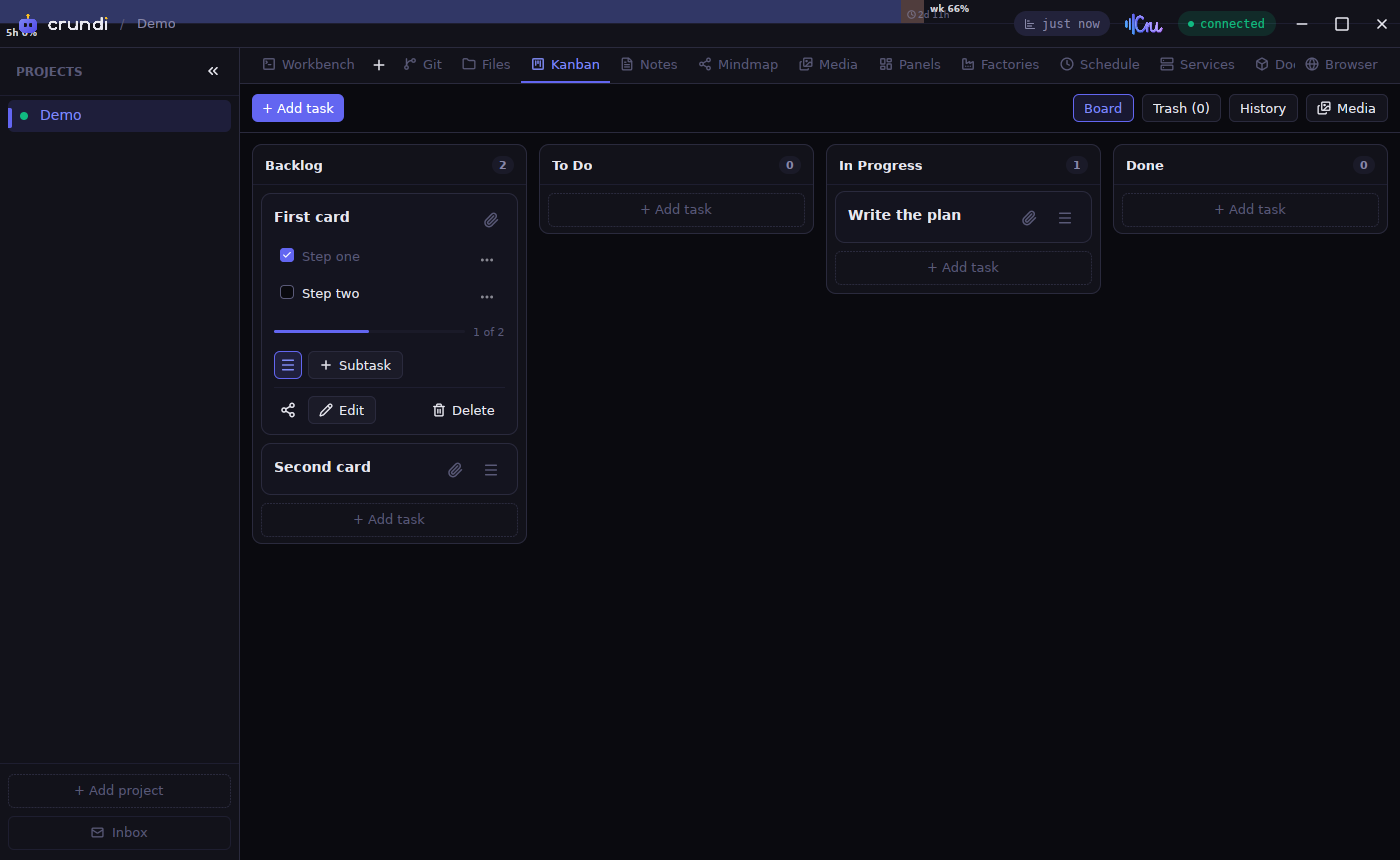 wk 66%
2d 11h
crundi / Demo
just now
Cru
connected
PROJECTS
Workbench
Git
Files
Kanban
Notes
Mindmap
Media
Panels
Factories
Schedule
Services
Browser
Demo
+ Add task
Board
Trash (0)
History
Media
Backlog 2
To Do 0
In Progress 1
Done 0
First card
Step one
Step two
1 of 2
+ Subtask
Edit
Delete
Second card
+ Add task
+ Add task
Write the plan
+ Add task
+ Add task
+ Add project
Inbox